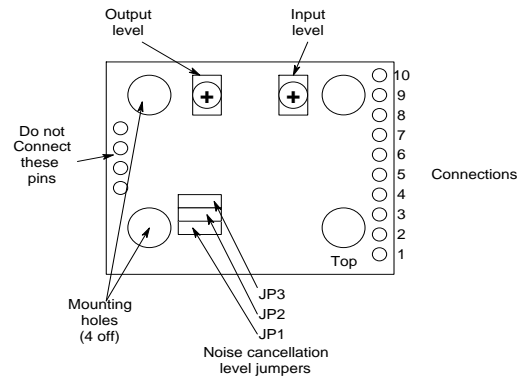 Output
level
Input
level
10
9
8
7
6
5
4
3
2
1
Do not
Connect
these
pins
Connections
Top
Mounting
holes
(4 off)
JP3
JP2
JP1
Noise cancellation
level jumpers